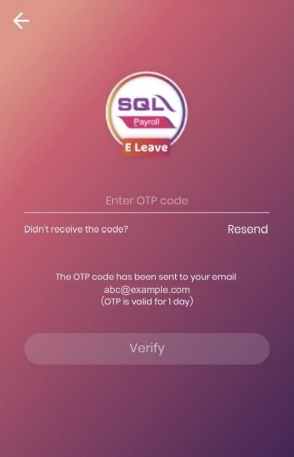 SQL
Payroll
E Leave
Enter OTP code
Didn't receive the code? Resend
The OTP code has been sent to your email
abc@example.com
(OTP is valid for 1 day)
Verify